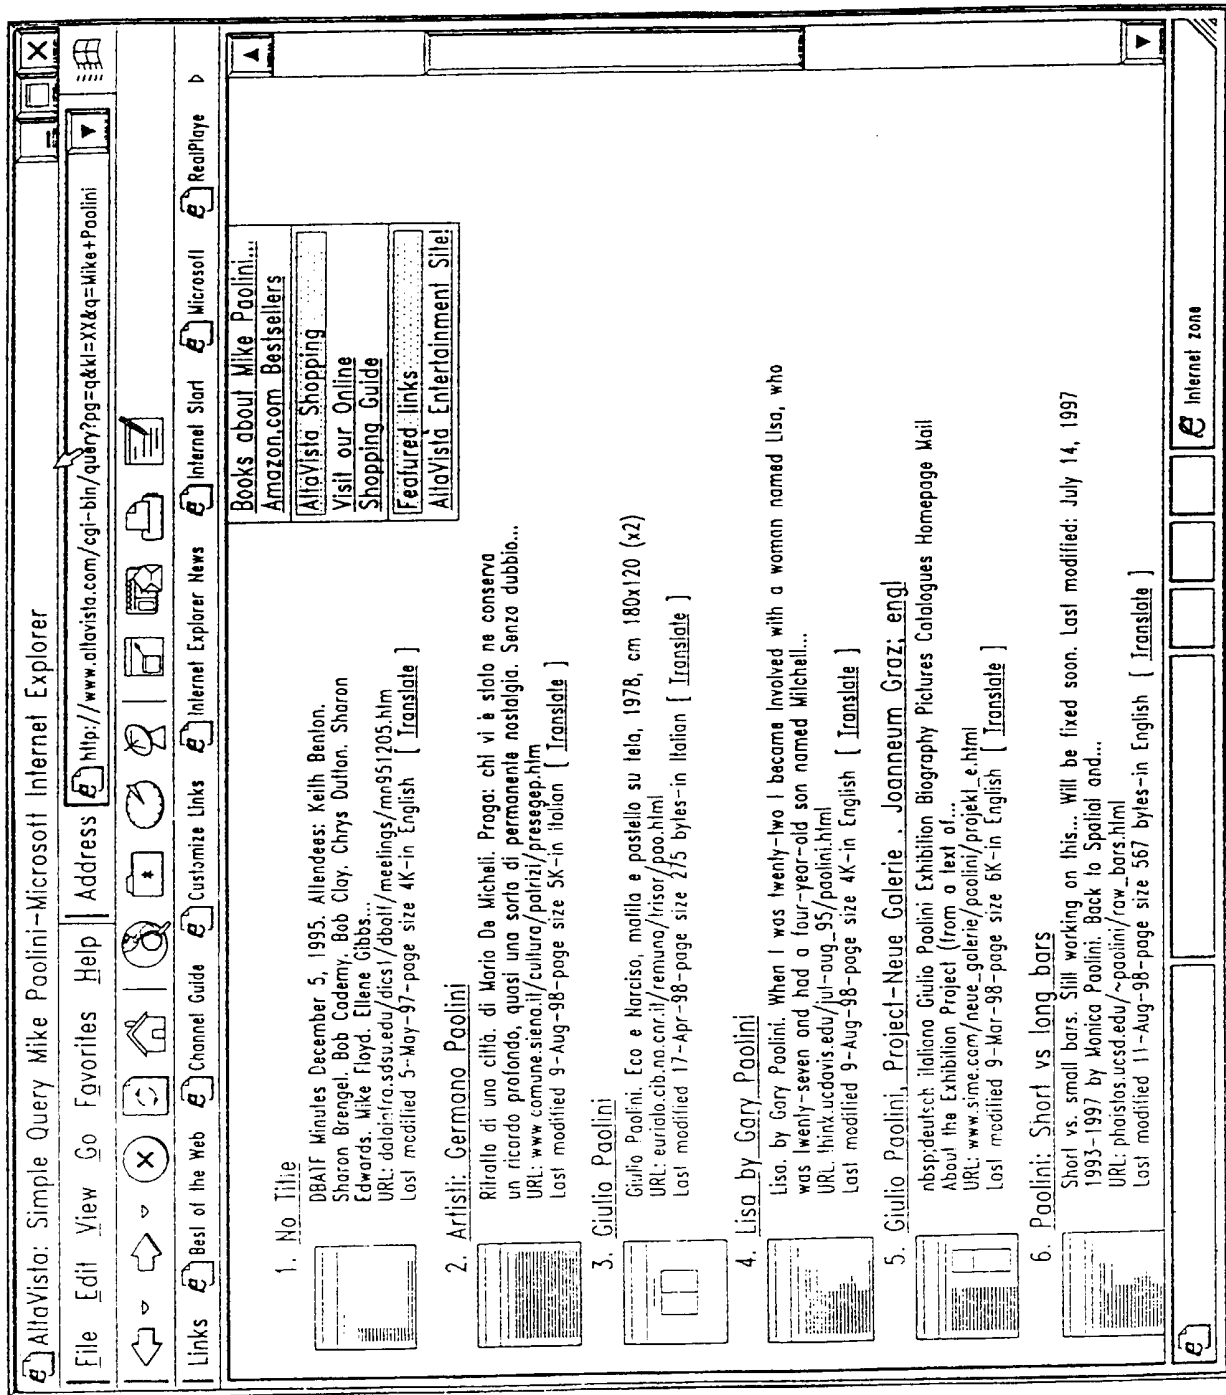 AltaVista: Simple Query Mike Paolini-Microsoft Internet Explorer
File Edit View Go Favorites Help Address http://www.altavista.com/cgi-bin/query?pg=q&kl=XX&q=Mike+Paolini
Links Best of the Web Channel Guide Customize Links Internet Explorer News Internet Start Microsoft RealPlaye
Books about Mike Paolini...
Amazon.com Bestsellers
AltaVista Shopping
Visit our Online
Shopping Guide
Featured links
AltaVista Entertainment Site!
1. No Title
DBAIF Minutes December 5, 1995. Attendees: Keith Benton.
Sharon Brengel. Bob Cademy. Bob Clay. Chrys Dutton. Sharon
Edwards. Mike Floyd. Ellene Gibbs...
URL: datainfra.sdsu.edu/dics1/dbaif/meetings/mn951205.htm
Last modified 5-May-97-page size 4K-in English [ Translate ]
2. Artisti: Germano Paolini
Ritratto di una città. di Mario De Micheli. Praga: chi vi è stato ne conserva
un ricordo profondo, quasi una sorta di permanente nostalgia. Senza dubbio...
URL: www comune.siena.it/cultura/patrizi/presegep.htm
Last modified 9-Aug-98-page size 5K-in italian [ Translate ]
3. Giulio Paolini
Giulio Paolini. Eco e Narciso, matita e pastello su tela, 1978, cm 180x120 (x2)
URL: eurido.cib.na.cnr.it/remuna/trisor/pao.html
Last modified 17-Apr-98-page size 275 bytes-in Italian [ Translate ]
4. Lisa by Gary Paolini
Lisa. by Gary Paolini. When I was twenty-two I became Involved with a woman named Lisa, who
was twenty-seven and had a four-year-old son named Mitchell...
URL. think.ucdavis.edu/jul-aug_95/paolini.html
Last modified 9-Aug-98-page size 4K-in English [ Translate ]
5. Giulio Paolini, Project-Neue Galerie . Joanneum Graz; engl
nbsp;deutsch italiano Giulio Paolini Exhibition Biography Pictures Catalogues Homepage Mail
About the Exhibition Project (from a text of...
URL: www.sime.com/neue_galerie/paolini/projekt_e.html
Last modified 9-Mar-98-page size 6K-in English [ Translate ]
6. Paolini: Short vs long bars
Short vs. small bars. Still working on this... Will be fixed soon. Last modified: July 14, 1997
1993-1997 by Monica Paolini. Back to Spatial and...
URL: phaistos.ucsd.edu/~paolini/raw_bars.html
Last modified 11-Aug-98-page size 567 bytes-in English [ Translate ]
Internet zone